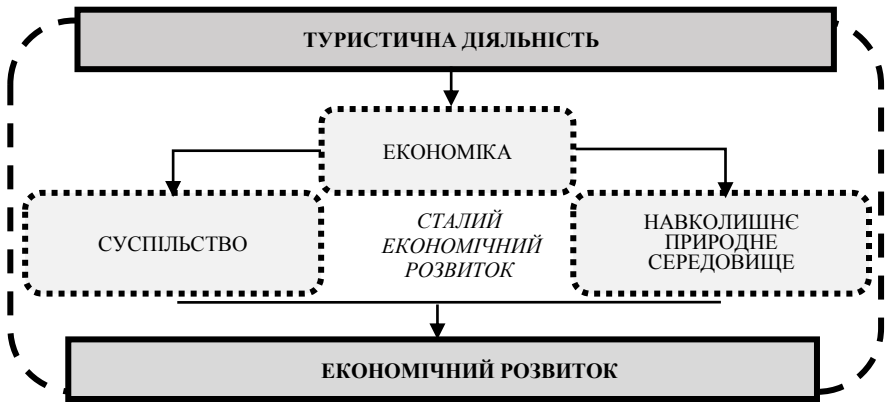 ТУРИСТИЧНА ДІЯЛЬНІСТЬ
ЕКОНОМІКА
СУСПІЛЬСТВО
СТАЛИЙ
ЕКОНОМІЧНИЙ
РОЗВИТОК
НАВКОЛИШНЄ
ПРИРОДНЕ
СЕРЕДОВИЩЕ
ЕКОНОМІЧНИЙ РОЗВИТОК